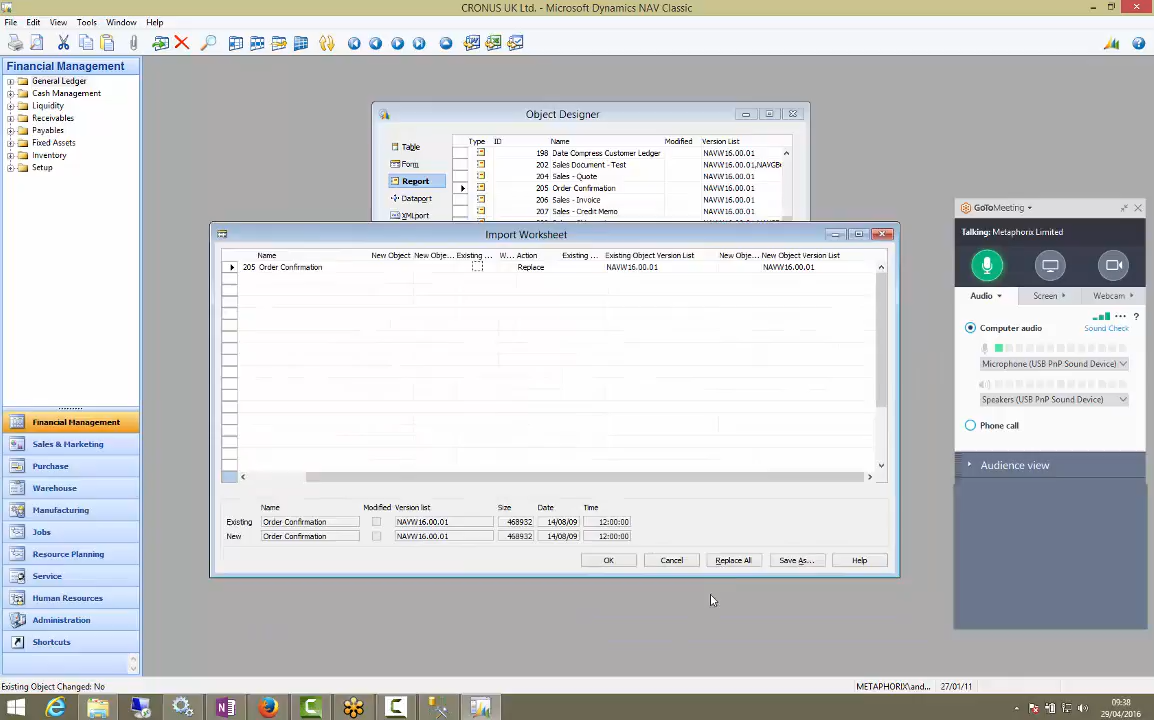 CRONUS UK Ltd. - Microsoft Dynamics NAV Classic
File Edit View Tools Window Help
Financial Management
General Ledger
Cash Management
Liquidity
Receivables
Payables
Fixed Assets
Inventory
Setup
Financial Management
Sales & Marketing
Purchase
Warehouse
Manufacturing
Jobs
Resource Planning
Service
Human Resources
Administration
Shortcuts
Object Designer
Table
Form
Report
Dataport
XMLport
Type ID Name Modified Version List
198 Date Compress Customer Ledger NAVW16.00.01
202 Sales Document - Test NAVW16.00.01,NAVGB
204 Sales - Quote NAVW16.00.01
205 Order Confirmation NAVW16.00.01
206 Sales - Invoice NAVW16.00.01
207 Sales - Credit Memo NAVW16.00.01
Import Worksheet
Name New Object New Obje... Existing ... W... Action Existing ... Existing Object Version List New Obje... New Object Version List
205 Order Confirmation Replace NAVW16.00.01 NAVW16.00.01
Name Modified Version list Size Date Time
Existing Order Confirmation NAVW16.00.01 468932 14/08/09 12:00:00
New Order Confirmation NAVW16.00.01 468932 14/08/09 12:00:00
OK Cancel Replace All Save As... Help
GoToMeeting
Talking: Metaphorix Limited
Audio Screen Webcam
Computer audio Sound Check
Microphone (USB PnP Sound Device)
Speakers (USB PnP Sound Device)
Phone call
Audience view
Existing Object Changed: No METAPHORIX\and... 27/01/11
09:38
29/04/2016